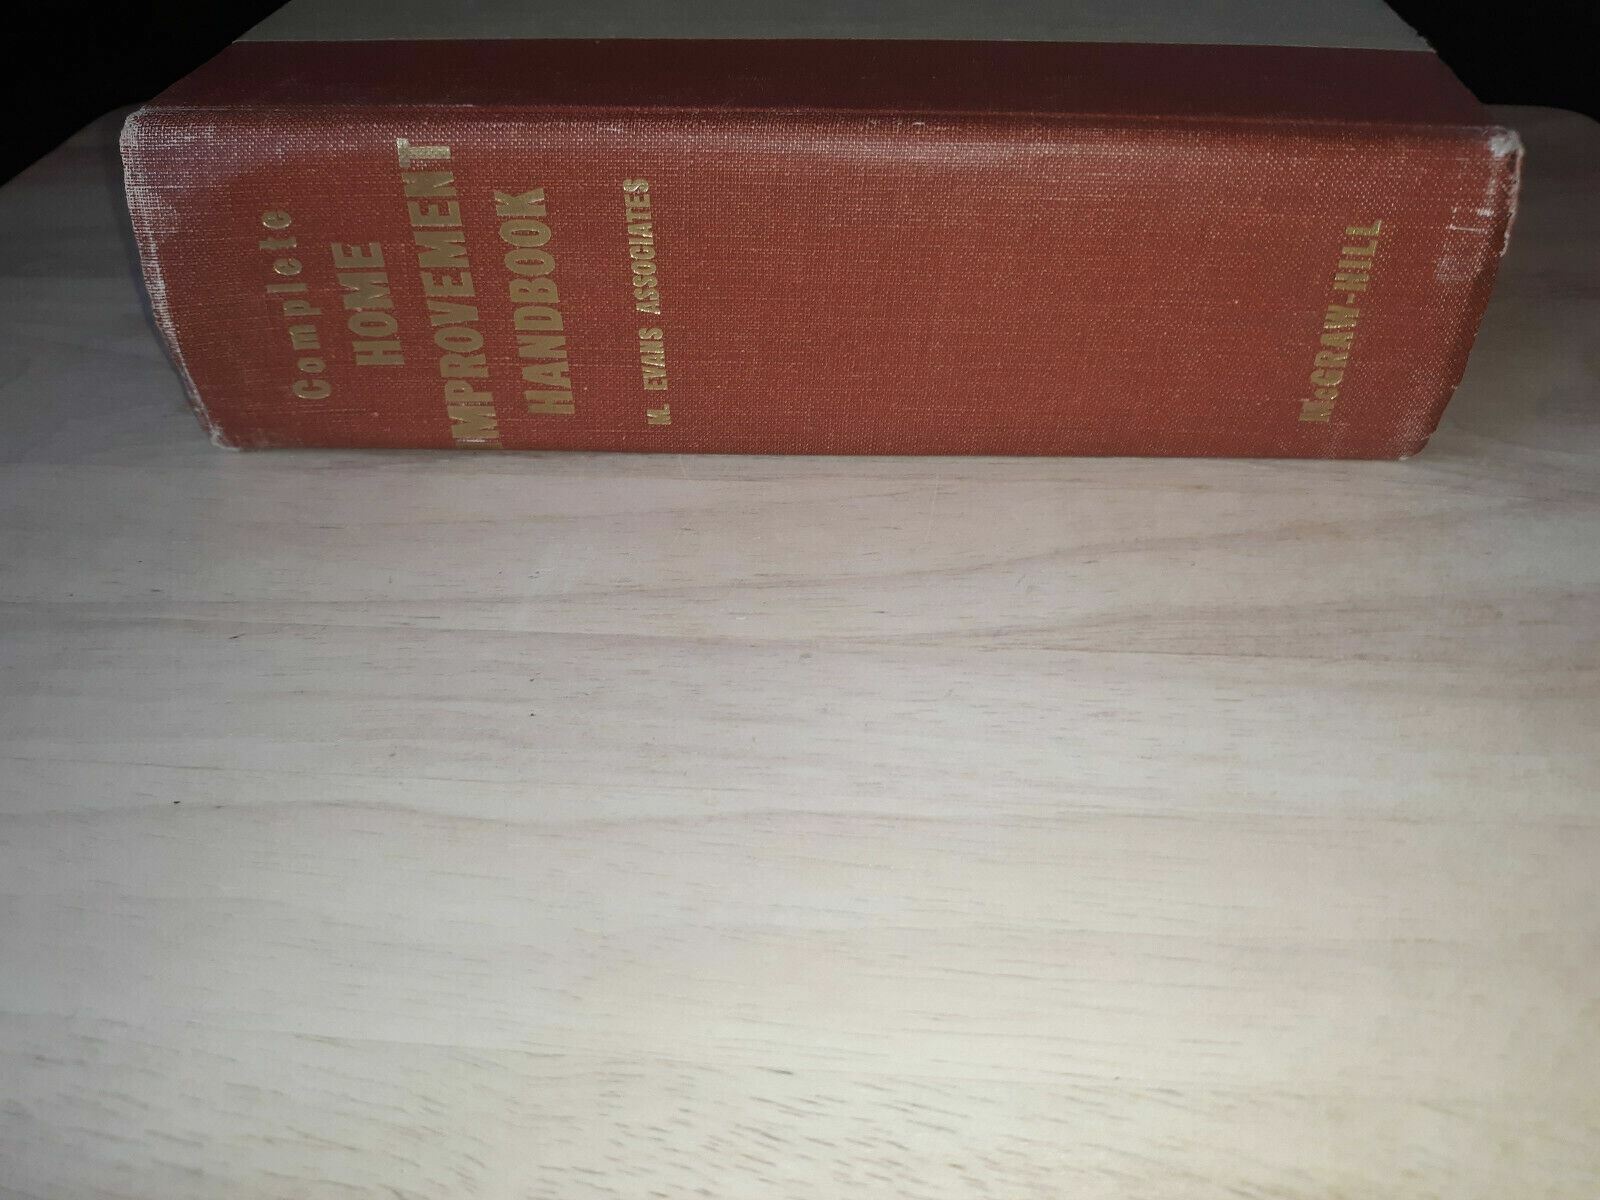 Complete
HOME
IMPROVEMENT
HANDBOOK
M. EVANS ASSOCIATES
McGRAW-HILL